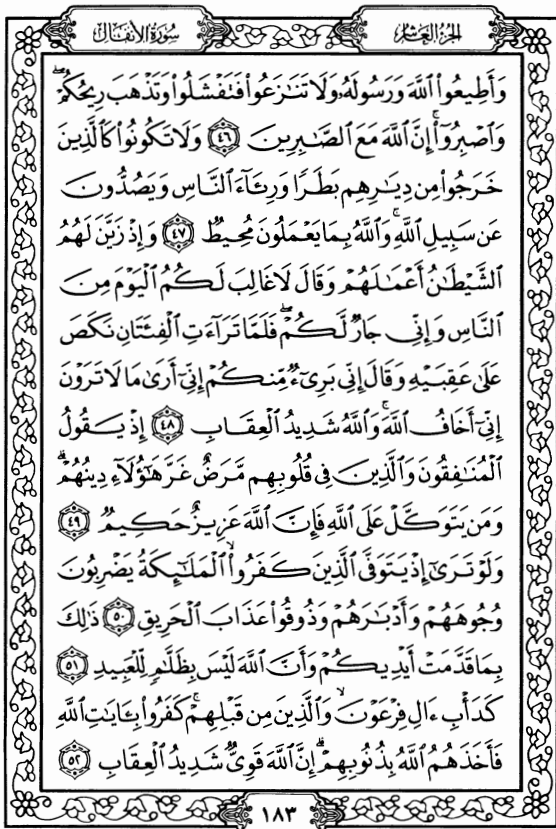 الجزء العاشر
سورة الأنفال
وَأَطِيعُوا۟ ٱللَّهَ وَرَسُولَهُۥ وَلَا تَنَٰزَعُوا۟ فَتَفْشَلُوا۟ وَتَذْهَبَ رِيحُكُمْۖ
وَٱصْبِرُوٓا۟ۚ إِنَّ ٱللَّهَ مَعَ ٱلصَّٰبِرِينَ ٤٦ وَلَا تَكُونُوا۟ كَٱلَّذِينَ
خَرَجُوا۟ مِن دِيَٰرِهِم بَطَرًا وَرِئَآءَ ٱلنَّاسِ وَيَصُدُّونَ
عَن سَبِيلِ ٱللَّهِۚ وَٱللَّهُ بِمَا يَعْمَلُونَ مُحِيطٌ ٤٧ وَإِذْ زَيَّنَ لَهُمُ
ٱلشَّيْطَٰنُ أَعْمَٰلَهُمْ وَقَالَ لَا غَالِبَ لَكُمُ ٱلْيَوْمَ مِنَ
ٱلنَّاسِ وَإِنِّى جَارٌ لَّكُمْۖ فَلَمَّا تَرَآءَتِ ٱلْفِئَتَانِ نَكَصَ
عَلَىٰ عَقِبَيْهِ وَقَالَ إِنِّى بَرِىٓءٌ مِّنكُمْ إِنِّىٓ أَرَىٰ مَا لَا تَرَوْنَ
إِنِّىٓ أَخَافُ ٱللَّهَۚ وَٱللَّهُ شَدِيدُ ٱلْعِقَابِ ٤٨ إِذْ يَقُولُ
ٱلْمُنَٰفِقُونَ وَٱلَّذِينَ فِى قُلُوبِهِم مَّرَضٌ غَرَّ هَٰٓؤُلَآءِ دِينُهُمْۗ
وَمَن يَتَوَكَّلْ عَلَى ٱللَّهِ فَإِنَّ ٱللَّهَ عَزِيزٌ حَكِيمٌ ٤٩
وَلَوْ تَرَىٰٓ إِذْ يَتَوَفَّى ٱلَّذِينَ كَفَرُوا۟ۙ ٱلْمَلَٰٓئِكَةُ يَضْرِبُونَ
وُجُوهَهُمْ وَأَدْبَٰرَهُمْ وَذُوقُوا۟ عَذَابَ ٱلْحَرِيقِ ٥٠ ذَٰلِكَ
بِمَا قَدَّمَتْ أَيْدِيكُمْ وَأَنَّ ٱللَّهَ لَيْسَ بِظَلَّٰمٍ لِّلْعَبِيدِ ٥١
كَدَأْبِ ءَالِ فِرْعَوْنَۙ وَٱلَّذِينَ مِن قَبْلِهِمْۚ كَفَرُوا۟ بِـَٔايَٰتِ ٱللَّهِ
فَأَخَذَهُمُ ٱللَّهُ بِذُنُوبِهِمْۗ إِنَّ ٱللَّهَ قَوِىٌّ شَدِيدُ ٱلْعِقَابِ ٥٢
١٨٣